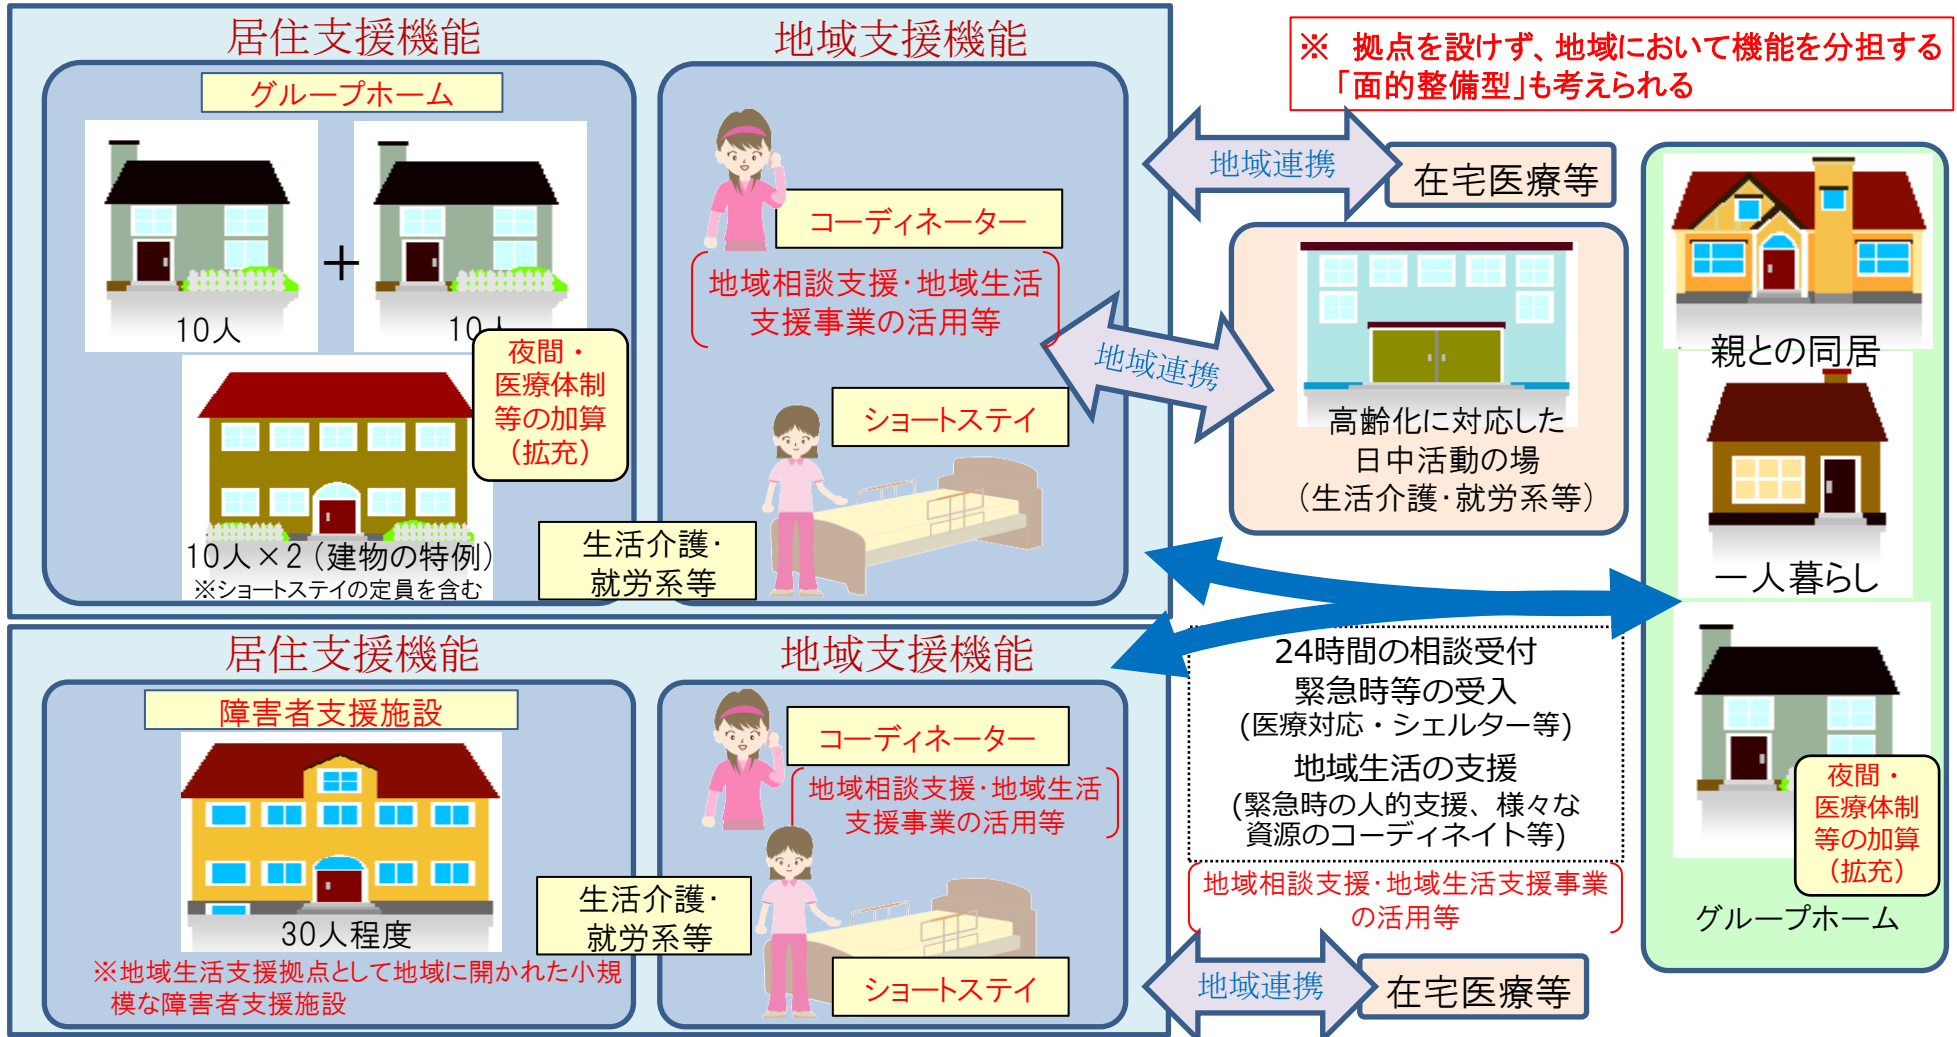 居住支援機能
地域支援機能
グループホーム
10人
＋
10人
夜間・
医療体制
等の加算
（拡充）
10人×2（建物の特例）
※ショートステイの定員を含む
コーディネーター
地域相談支援･地域生活
支援事業の活用等
ショートステイ
生活介護･
就労系等
※　拠点を設けず、地域において機能を分担する
「面的整備型」も考えられる
地域連携
在宅医療等
地域連携
高齢化に対応した
日中活動の場
（生活介護･就労系等）
親との同居
一人暮らし
夜間・
医療体制
等の加算
（拡充）
グループホーム
居住支援機能
地域支援機能
障害者支援施設
30人程度
※地域生活支援拠点として地域に開かれた小規
模な障害者支援施設
コーディネーター
地域相談支援･地域生活
支援事業の活用等
生活介護･
就労系等
ショートステイ
24時間の相談受付
緊急時等の受入
(医療対応・シェルター等)
地域生活の支援
(緊急時の人的支援、様々な
資源のコーディネイト等)
地域相談支援･地域生活支援事業
の活用等
地域連携
在宅医療等